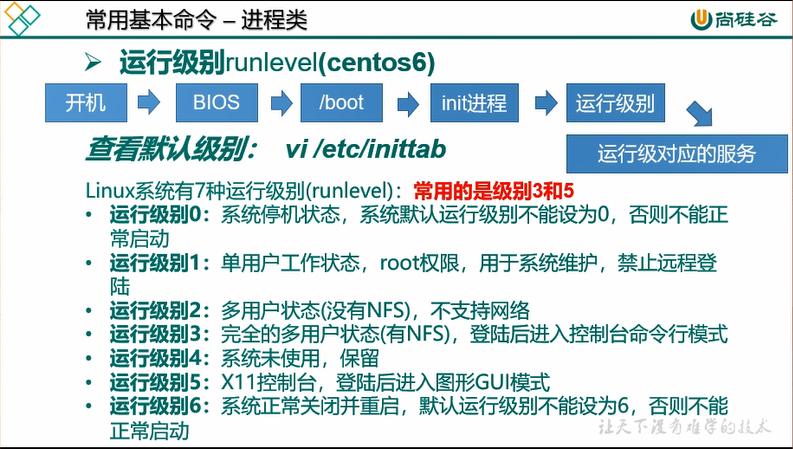 常用基本命令 – 进程类
尚硅谷
➢ 运行级别runlevel(centos6)
开机
BIOS
/boot
init进程
运行级别
查看默认级别： vi /etc/inittab
运行级对应的服务
Linux系统有7种运行级别(runlevel)：常用的是级别3和5
• 运行级别0：系统停机状态，系统默认运行级别不能设为0，否则不能正
常启动
• 运行级别1：单用户工作状态，root权限，用于系统维护，禁止远程登
陆
• 运行级别2：多用户状态(没有NFS)，不支持网络
• 运行级别3：完全的多用户状态(有NFS)，登陆后进入控制台命令行模式
• 运行级别4：系统未使用，保留
• 运行级别5：X11控制台，登陆后进入图形GUI模式
• 运行级别6：系统正常关闭并重启，默认运行级别不能设为6，否则不能
正常启动
让天下没有难学的技术